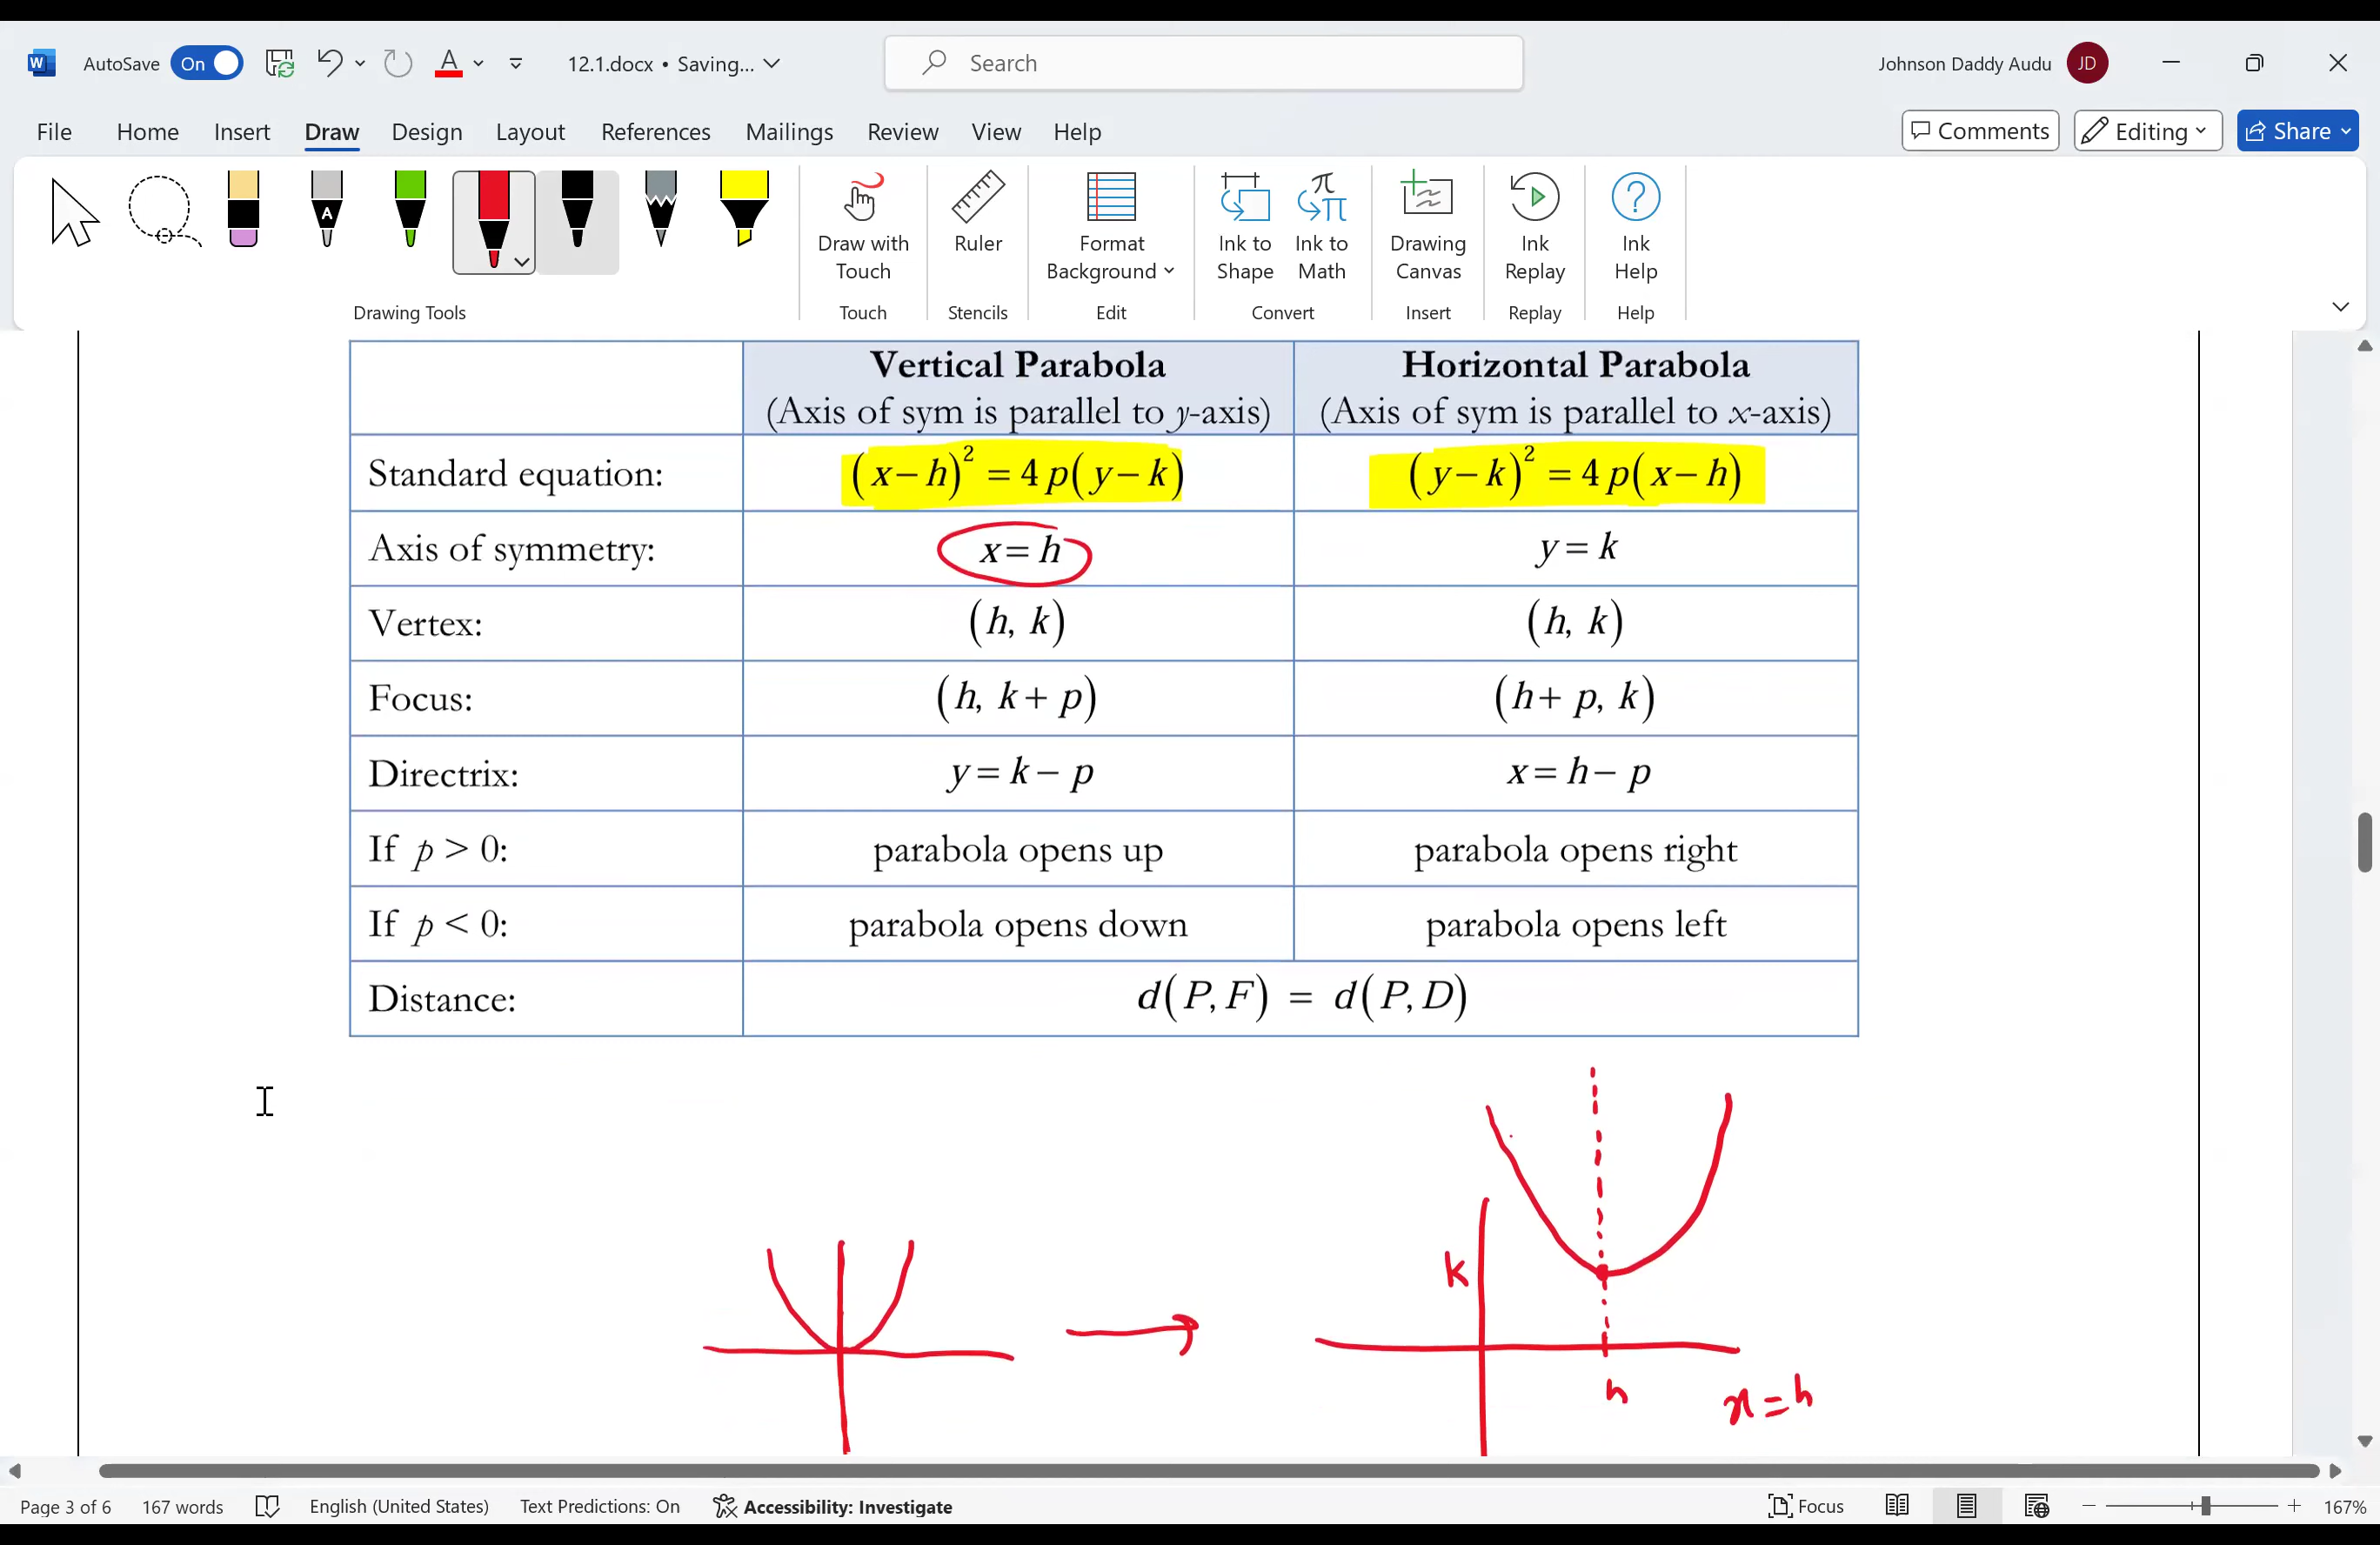 AutoSave On 12.1.docx • Saving... Search Johnson Daddy Audu JD
File Home Insert Draw Design Layout References Mailings Review View Help Comments Editing Share
Draw with Touch
Ruler
Format Background
Ink to Shape
Ink to Math
Drawing Canvas
Ink Replay
Ink Help
Drawing Tools Touch Stencils Edit Convert Insert Replay Help
Vertical Parabola Horizontal Parabola
(Axis of sym is parallel to y-axis) (Axis of sym is parallel to x-axis)
Standard equation: (x−h)² = 4p(y−k) (y−k)² = 4p(x−h)
Axis of symmetry: x = h y = k
Vertex: (h, k) (h, k)
Focus: (h, k + p) (h + p, k)
Directrix: y = k − p x = h − p
If p > 0: parabola opens up parabola opens right
If p < 0: parabola opens down parabola opens left
Distance: d(P,F) = d(P,D)
k
h
x=h
Page 3 of 6 167 words English (United States) Text Predictions: On Accessibility: Investigate Focus 167%